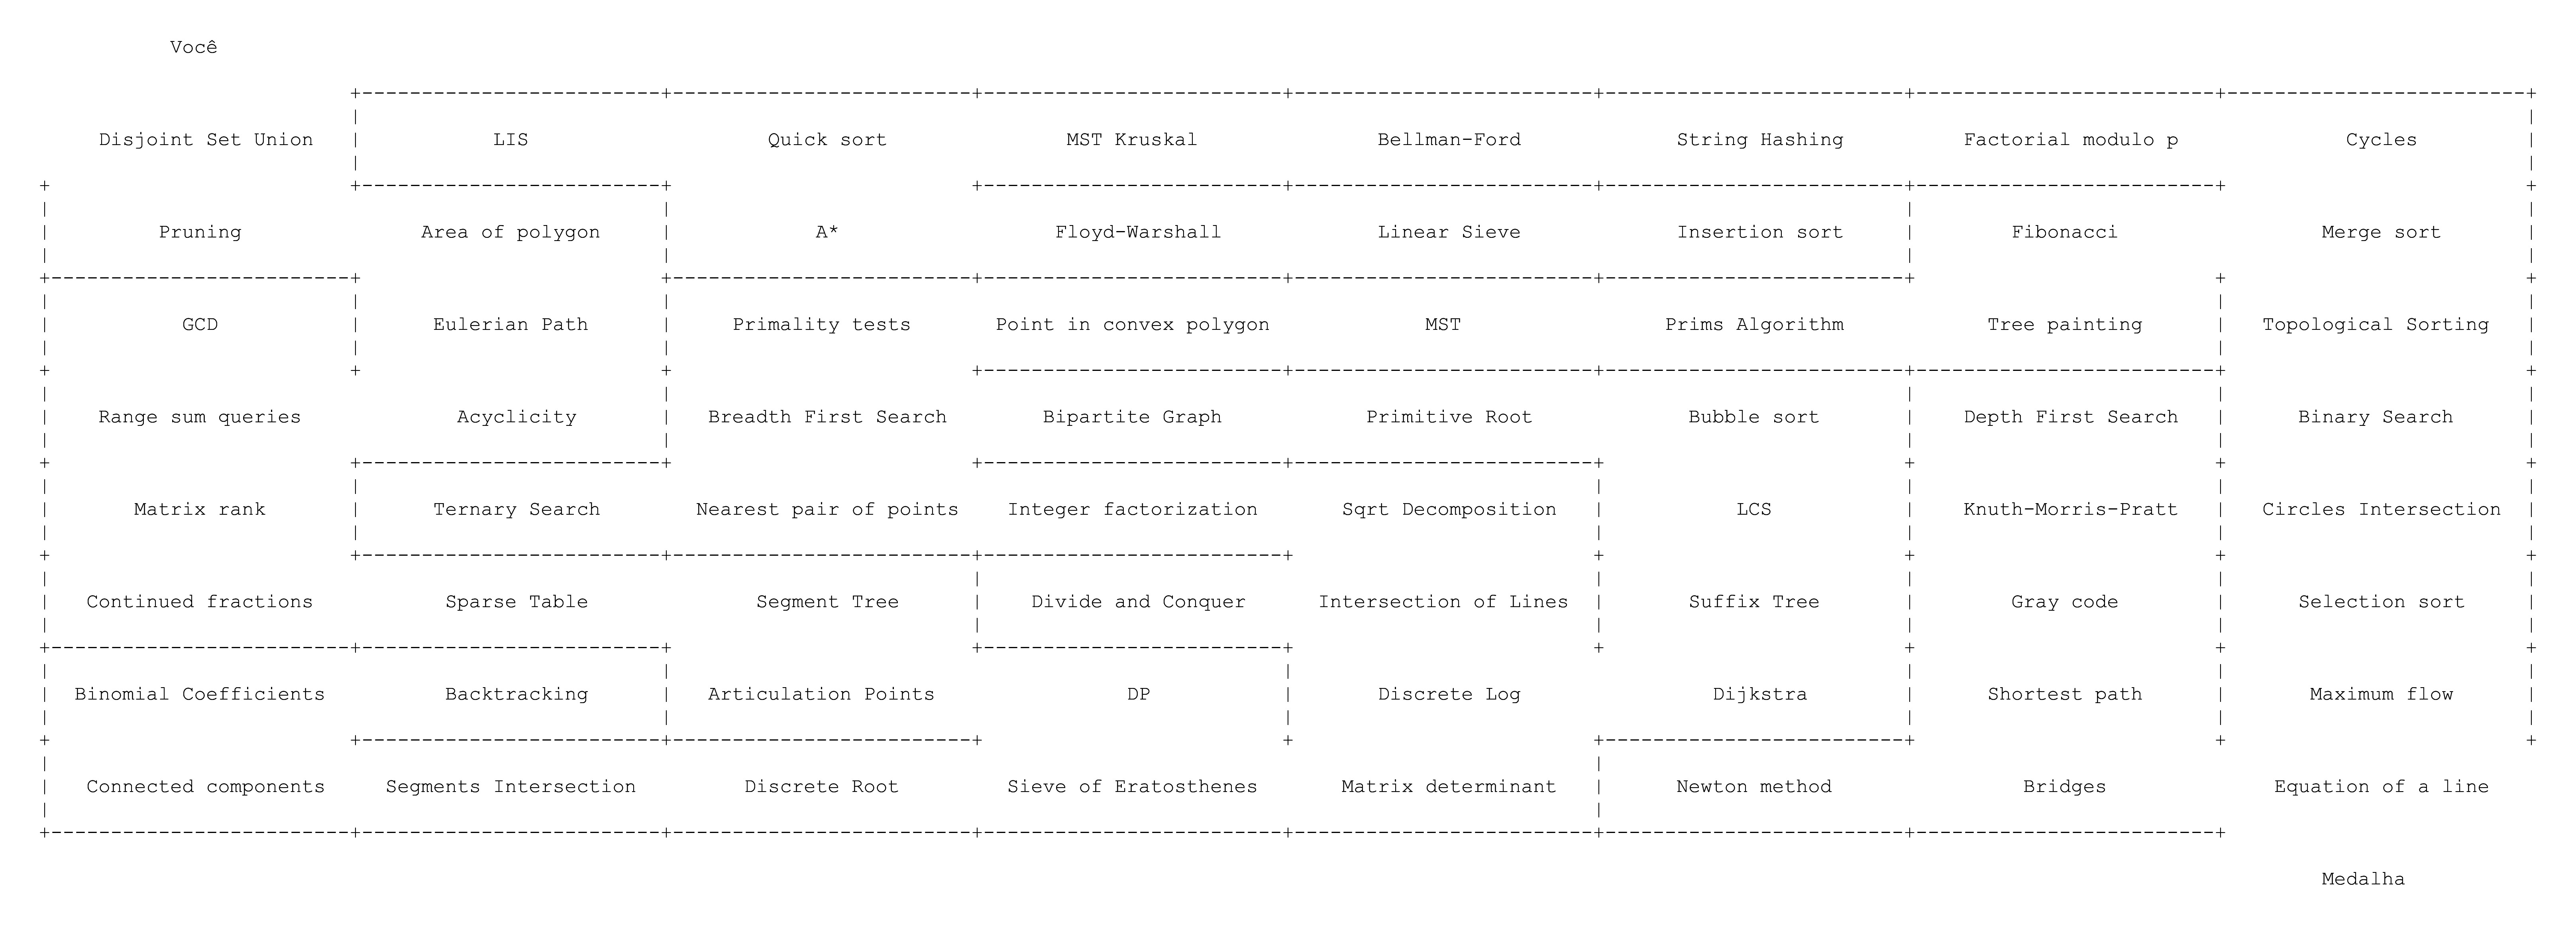 Você
Disjoint Set Union LIS Quick sort MST Kruskal Bellman-Ford String Hashing Factorial modulo p Cycles
Pruning Area of polygon A* Floyd-Warshall Linear Sieve Insertion sort Fibonacci Merge sort
GCD Eulerian Path Primality tests Point in convex polygon MST Prims Algorithm Tree painting Topological Sorting
Range sum queries Acyclicity Breadth First Search Bipartite Graph Primitive Root Bubble sort Depth First Search Binary Search
Matrix rank Ternary Search Nearest pair of points Integer factorization Sqrt Decomposition LCS Knuth-Morris-Pratt Circles Intersection
Continued fractions Sparse Table Segment Tree Divide and Conquer Intersection of Lines Suffix Tree Gray code Selection sort
Binomial Coefficients Backtracking Articulation Points DP Discrete Log Dijkstra Shortest path Maximum flow
Connected components Segments Intersection Discrete Root Sieve of Eratosthenes Matrix determinant Newton method Bridges Equation of a line
Medalha